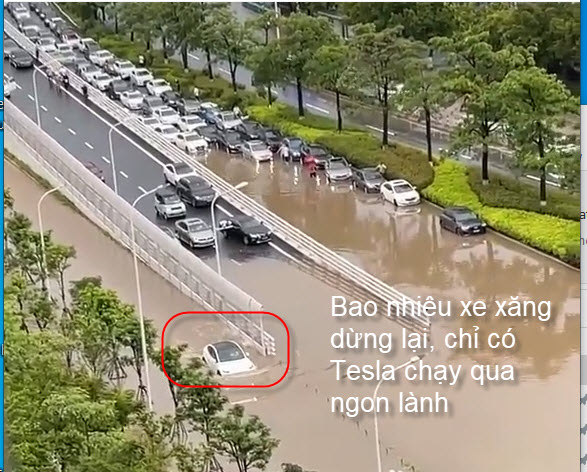 Bao nhiêu xe xăng
dừng lại, chỉ có
Tesla chạy qua
ngon lành